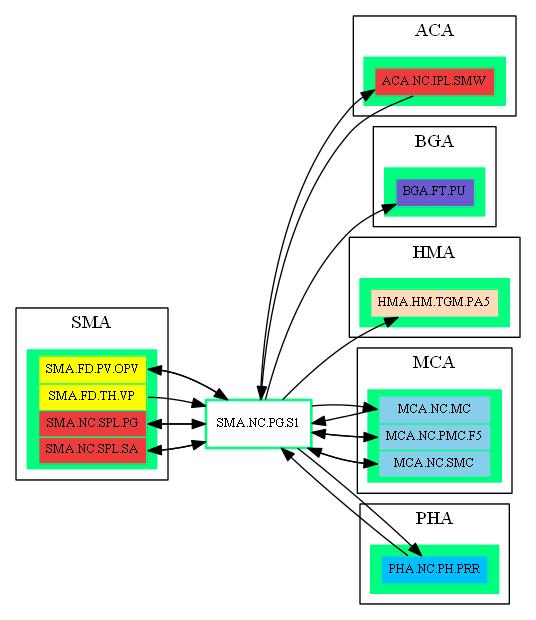 ACA
ACA.NC.IPL.SMW
BGA
BGA.FT.PU
HMA
HMA.HM.TGM.PA5
SMA
SMA.FD.PV.OPV
SMA.FD.TH.VP
SMA.NC.SPL.PG
SMA.NC.SPL.SA
SMA.NC.PG.S1
MCA
MCA.NC.MC
MCA.NC.PMC.F5
MCA.NC.SMC
PHA
PHA.NC.PH.PRR